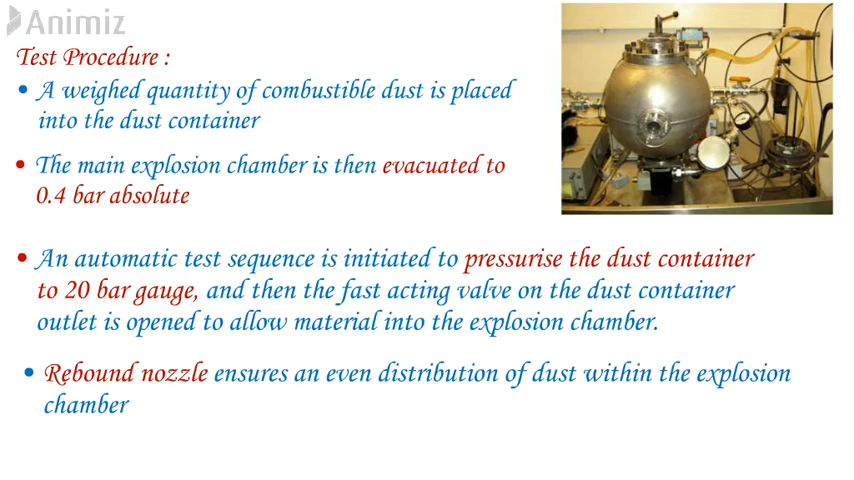 Animiz
Test Procedure :
• A weighed quantity of combustible dust is placed
into the dust container
• The main explosion chamber is then evacuated to
0.4 bar absolute
• An automatic test sequence is initiated to pressurise the dust container
to 20 bar gauge, and then the fast acting valve on the dust container
outlet is opened to allow material into the explosion chamber.
• Rebound nozzle ensures an even distribution of dust within the explosion
chamber